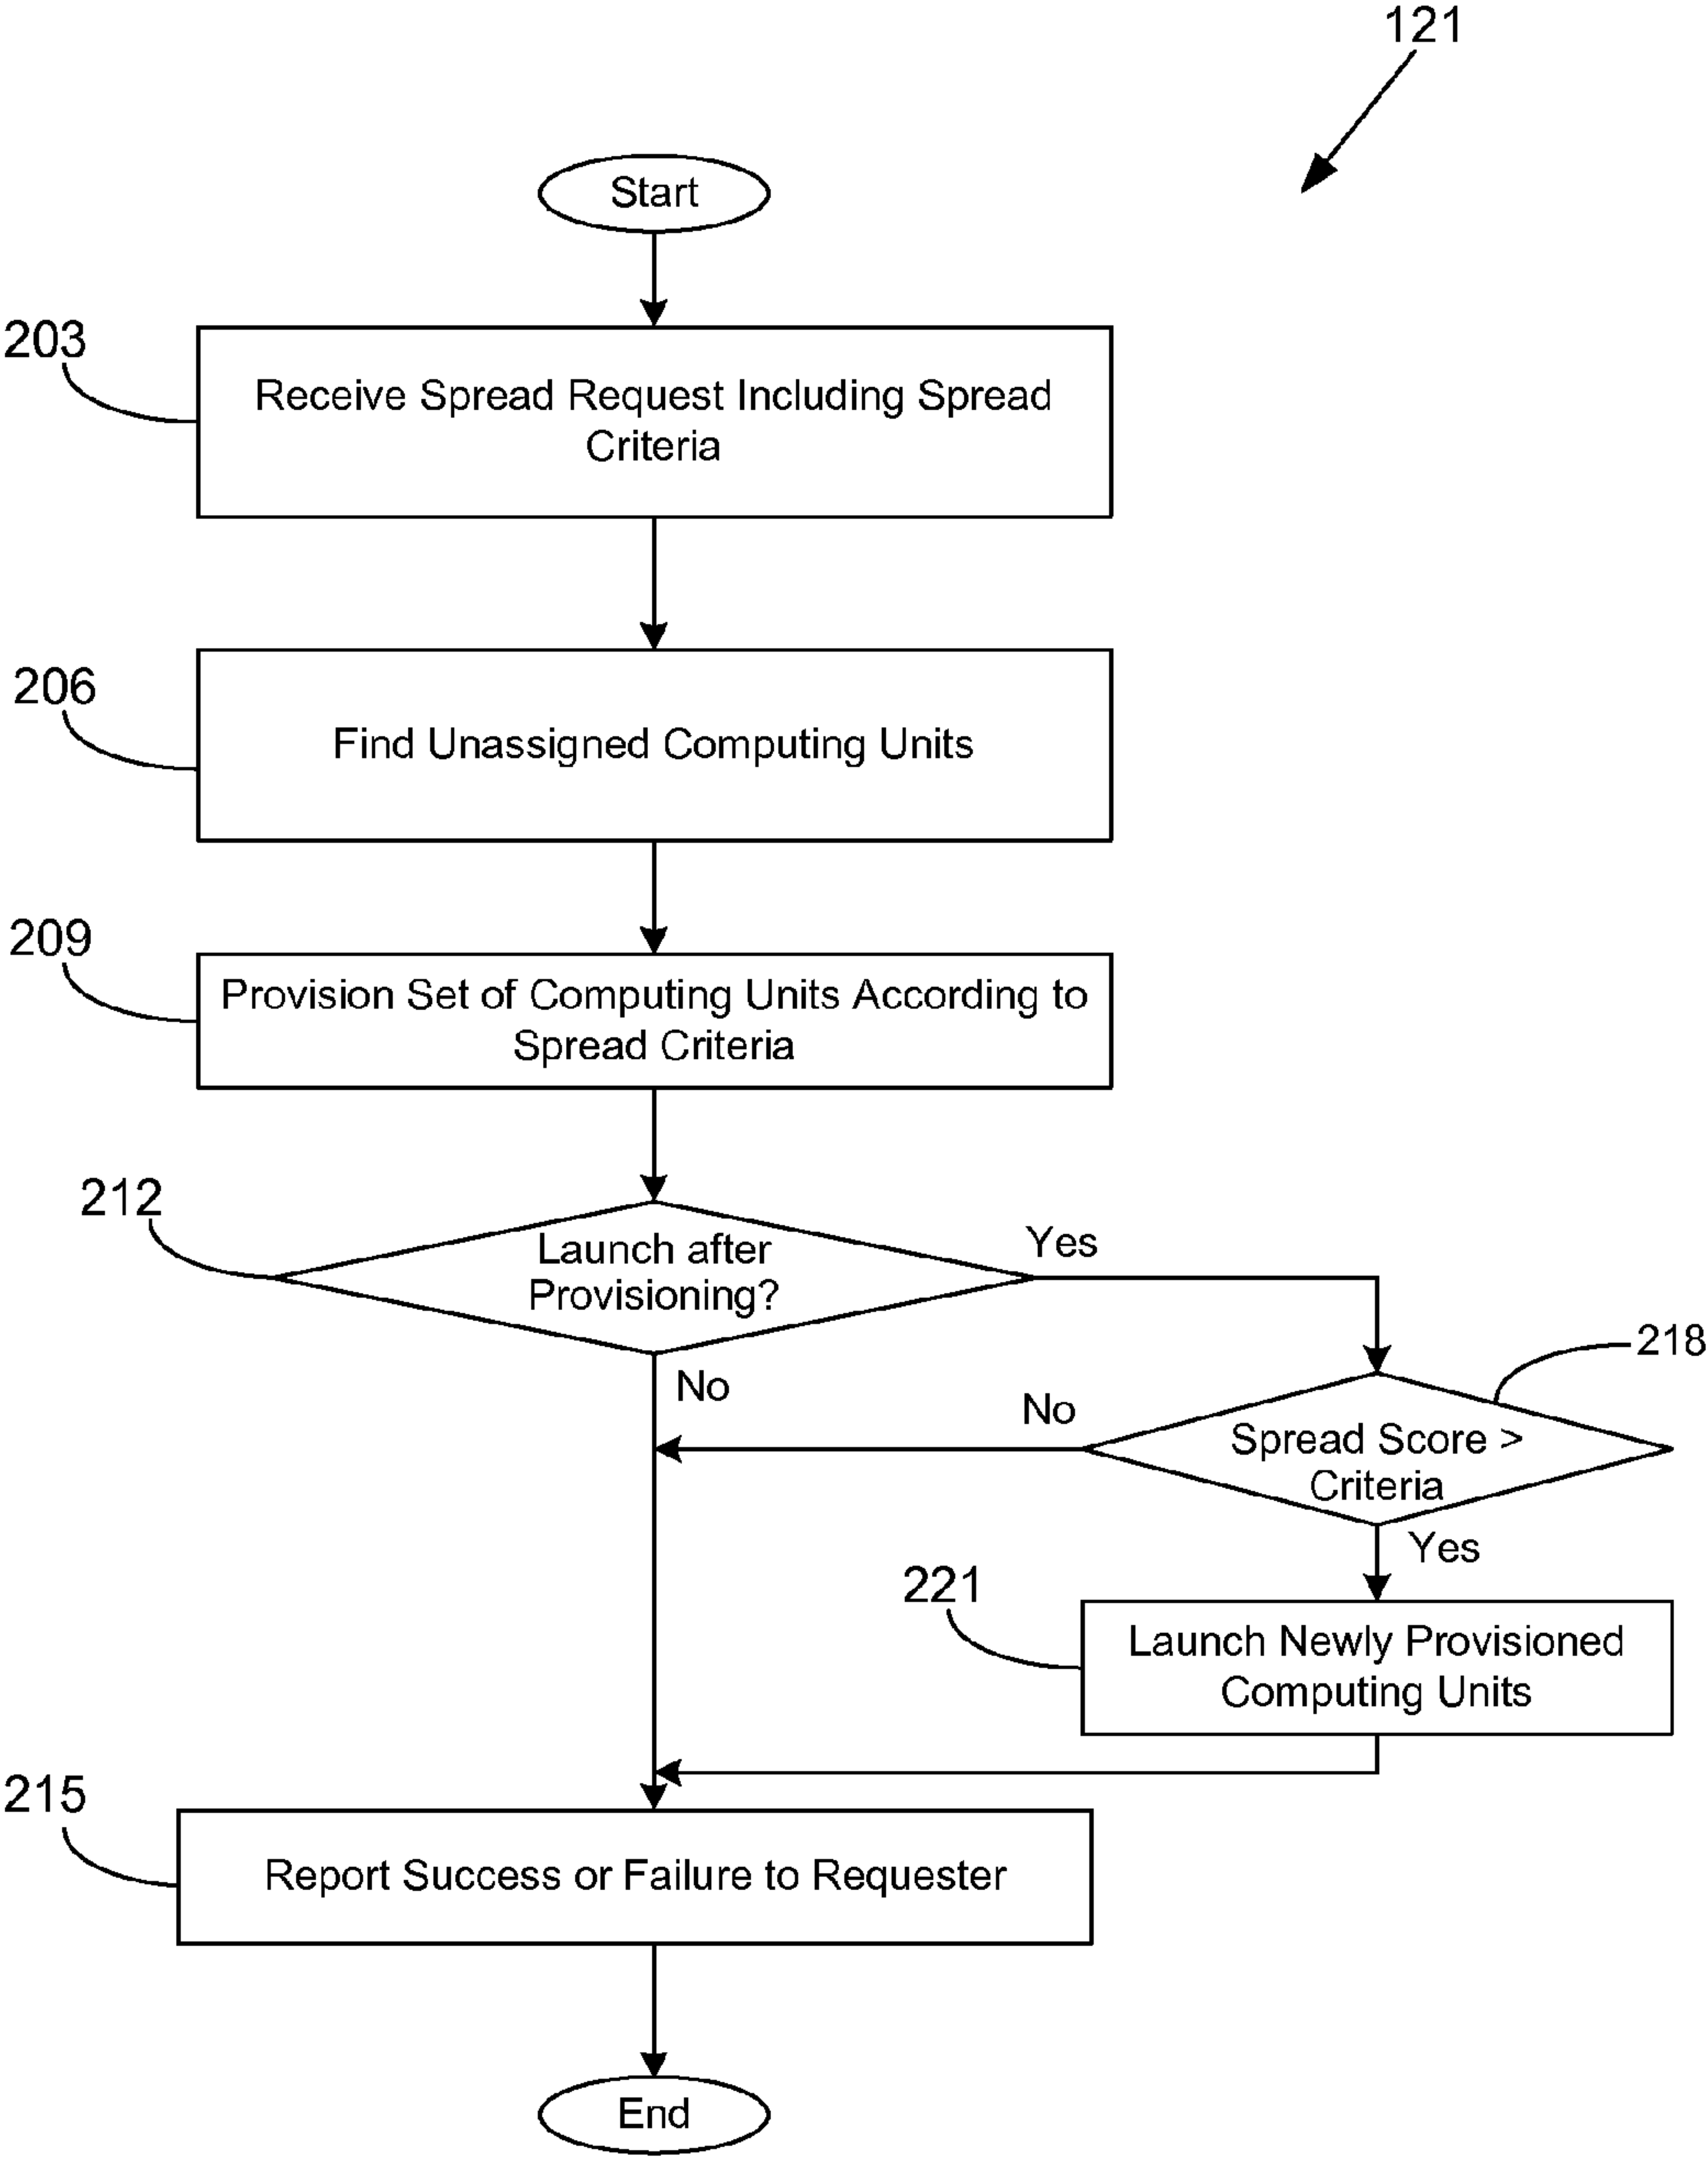 121
Start
203
Receive Spread Request Including Spread
Criteria
206
Find Unassigned Computing Units
209
Provision Set of Computing Units According to
Spread Criteria
212
Launch after
Provisioning?
Yes
No
218
No
Spread Score >
Criteria
Yes
221
Launch Newly Provisioned
Computing Units
215
Report Success or Failure to Requester
End